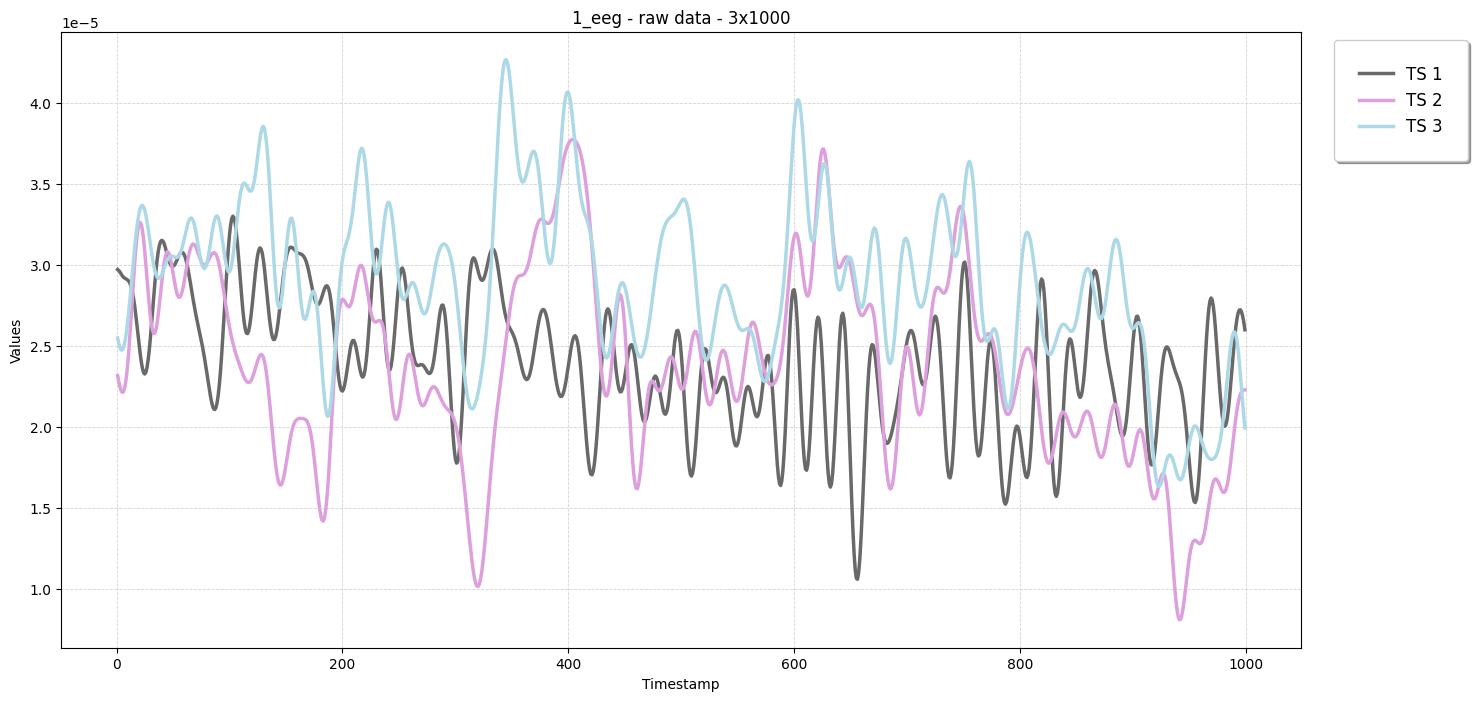 1_eeg - raw data - 3x1000
1e−5
4.0
3.5
3.0
2.5
2.0
1.5
1.0
Values
0
200
400
600
800
1000
Timestamp
TS 1
TS 2
TS 3